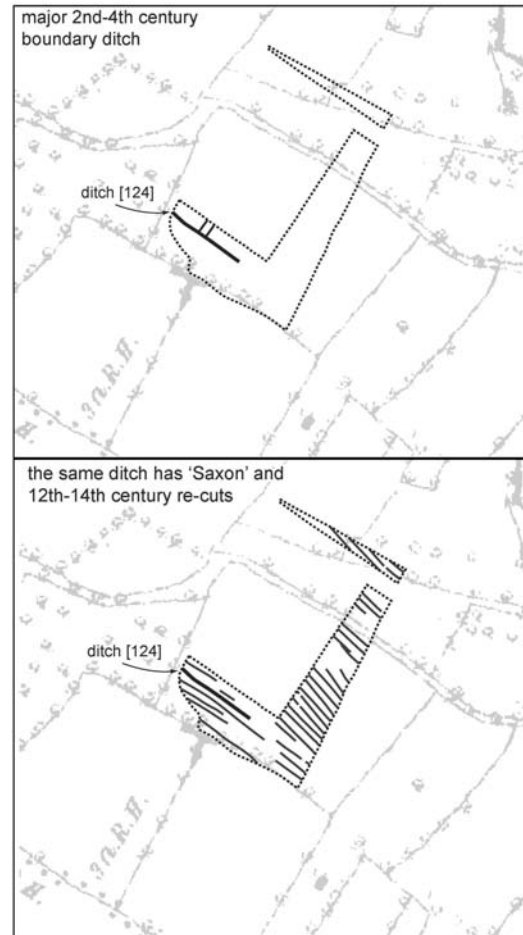 major 2nd-4th century
boundary ditch
ditch [124]
the same ditch has 'Saxon' and
12th-14th century re-cuts
ditch [124]